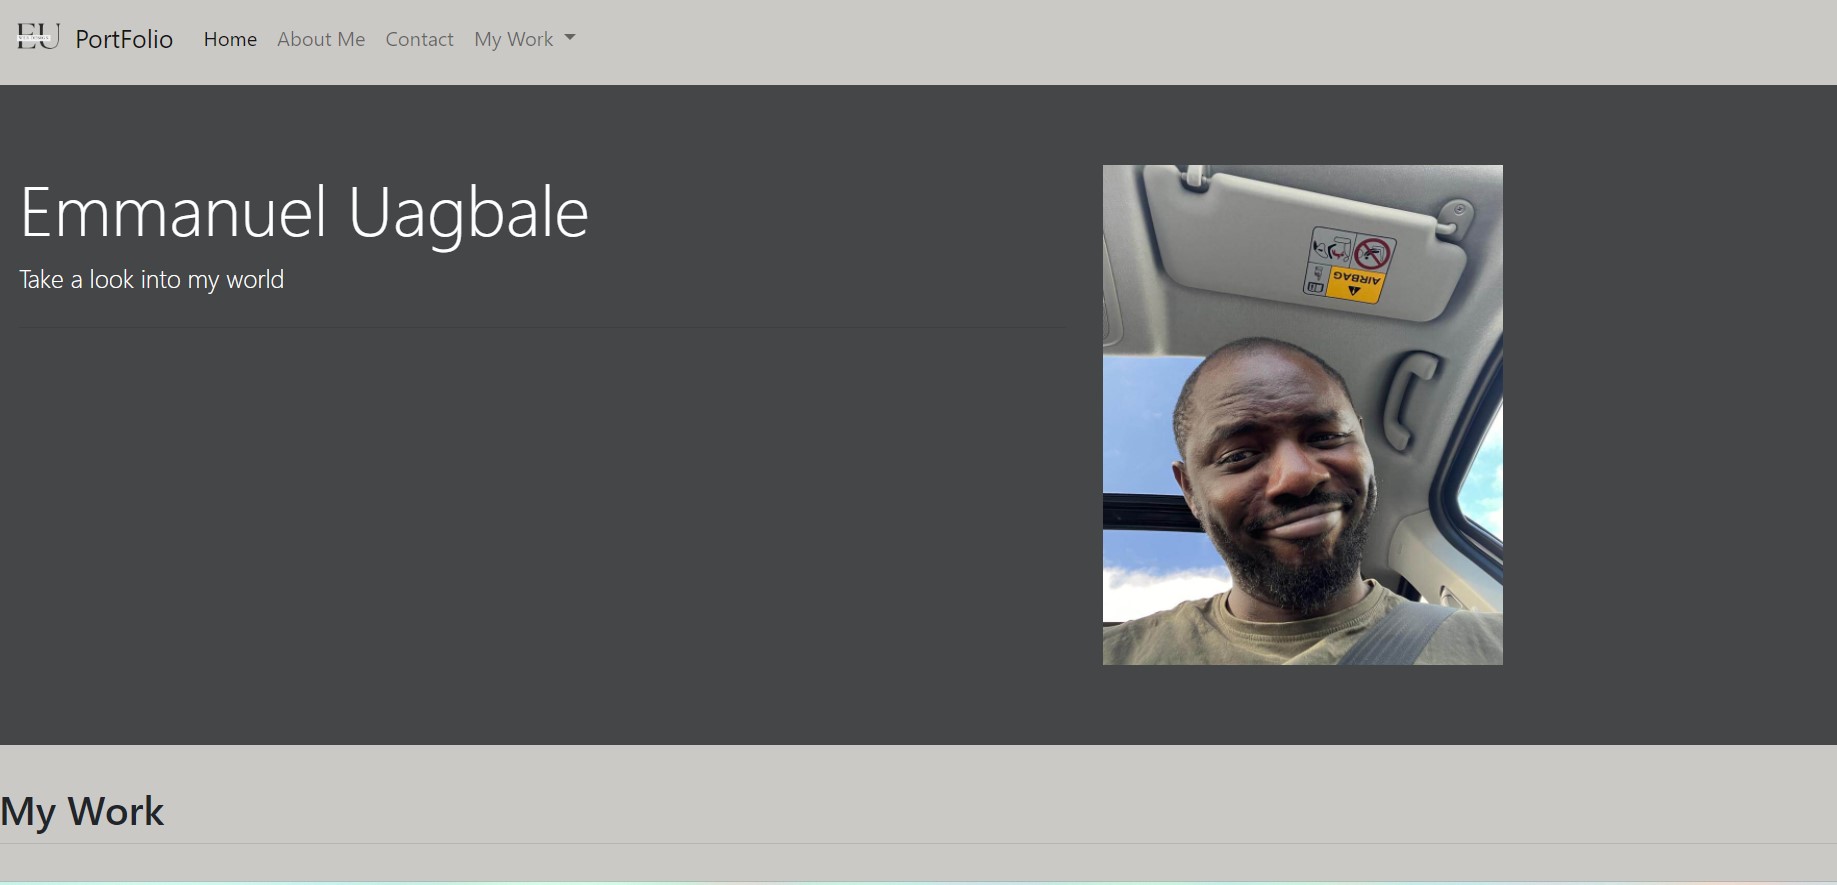 EU PortFolio Home About Me Contact My Work
Emmanuel Uagbale
Take a look into my world
AIRBAG
My Work